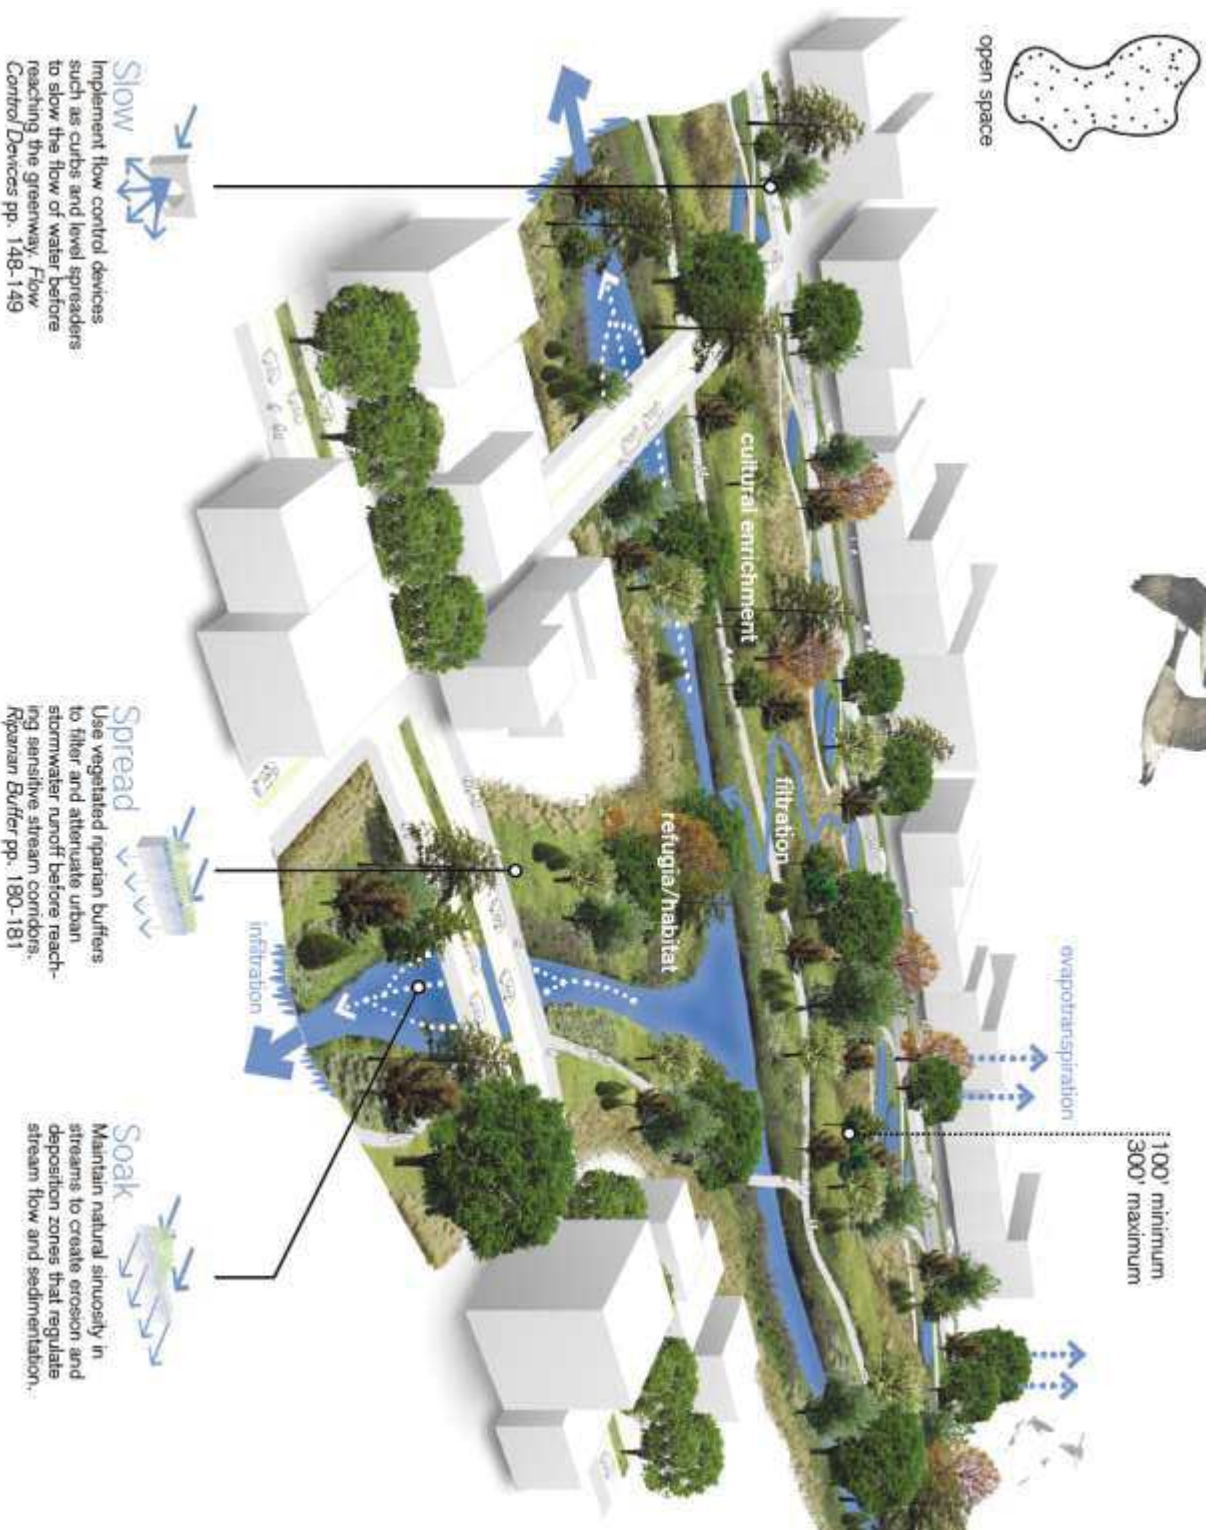 open space
evapotranspiration
100' minimum
300' maximum
cultural enrichment
filtration
refugia/habitat
infiltration
Slow
Implement flow control devices
such as curbs and level spreaders
to slow the flow of water before
reaching the greenway. Flow
Control Devices pp. 148-149
Spread
Use vegetated riparian buffers
to filter and attenuate urban
stormwater runoff before reach-
ing sensitive stream corridors.
Riparian Buffer pp. 180-181
Soak
Maintain natural sinuosity in
streams to create erosion and
deposition zones that regulate
stream flow and sedimentation.